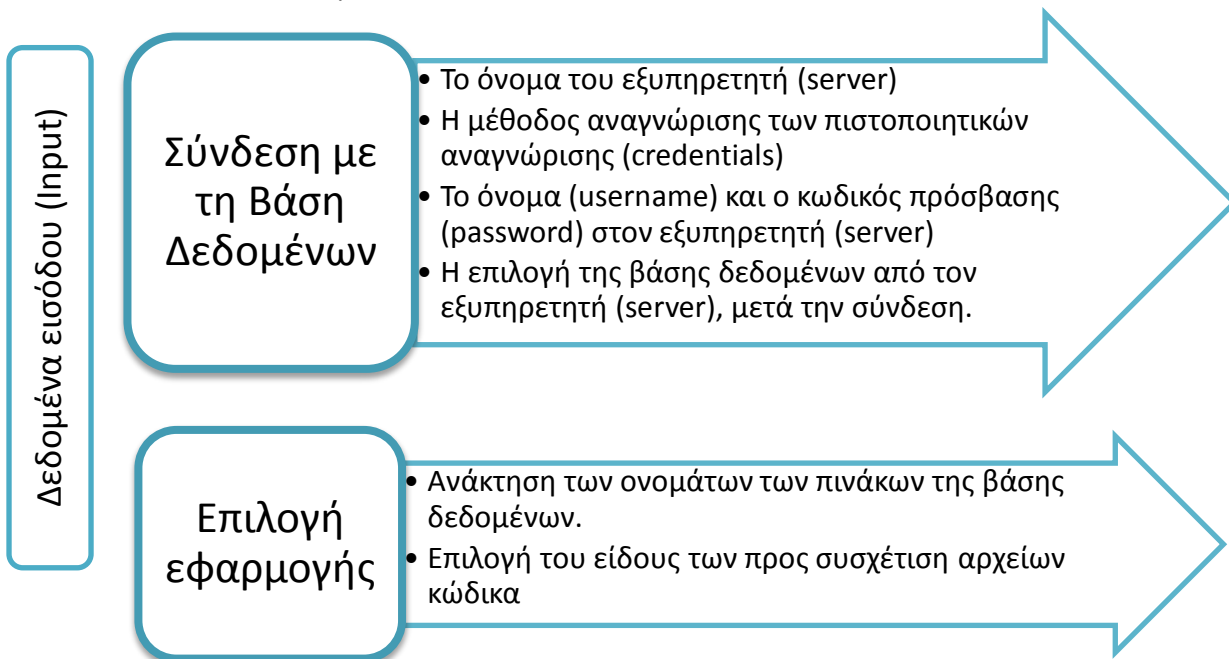 Δεδομένα εισόδου (Input)
Σύνδεση με
τη Βάση
Δεδομένων
• Το όνομα του εξυπηρετητή (server)
• Η μέθοδος αναγνώρισης των πιστοποιητικών
αναγνώρισης (credentials)
• Το όνομα (username) και ο κωδικός πρόσβασης
(password) στον εξυπηρετητή (server)
• Η επιλογή της βάσης δεδομένων από τον
εξυπηρετητή (server), μετά την σύνδεση.
Επιλογή
εφαρμογής
• Ανάκτηση των ονομάτων των πινάκων της βάσης
δεδομένων.
• Επιλογή του είδους των προς συσχέτιση αρχείων
κώδικα